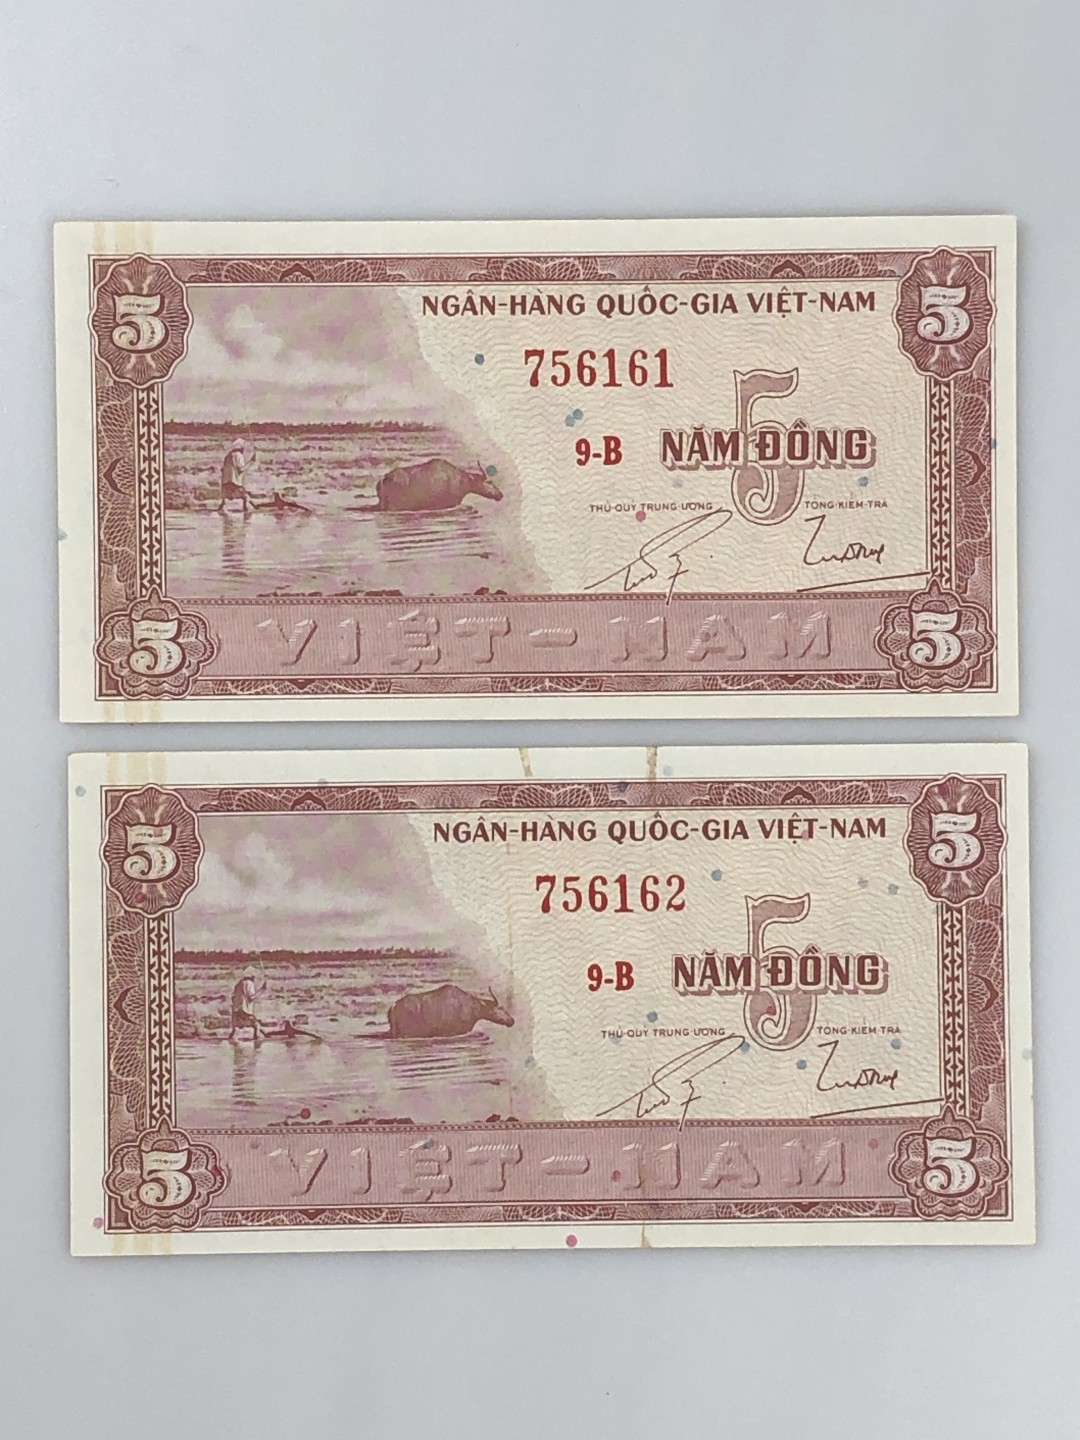 5 5
NGÂN-HÀNG QUỐC-GIA VIỆT-NAM
756161
5
9-B NĂM ĐỒNG
THỦ-QUỸ TRUNG-ƯƠNG TỔNG-KIỂM-TRA
VIỆT-NAM
5 5
5 5
NGÂN-HÀNG QUỐC-GIA VIỆT-NAM
756162
5
9-B NĂM ĐỒNG
THỦ-QUỸ TRUNG-ƯƠNG TỔNG-KIỂM-TRA
VIỆT-NAM
5 5